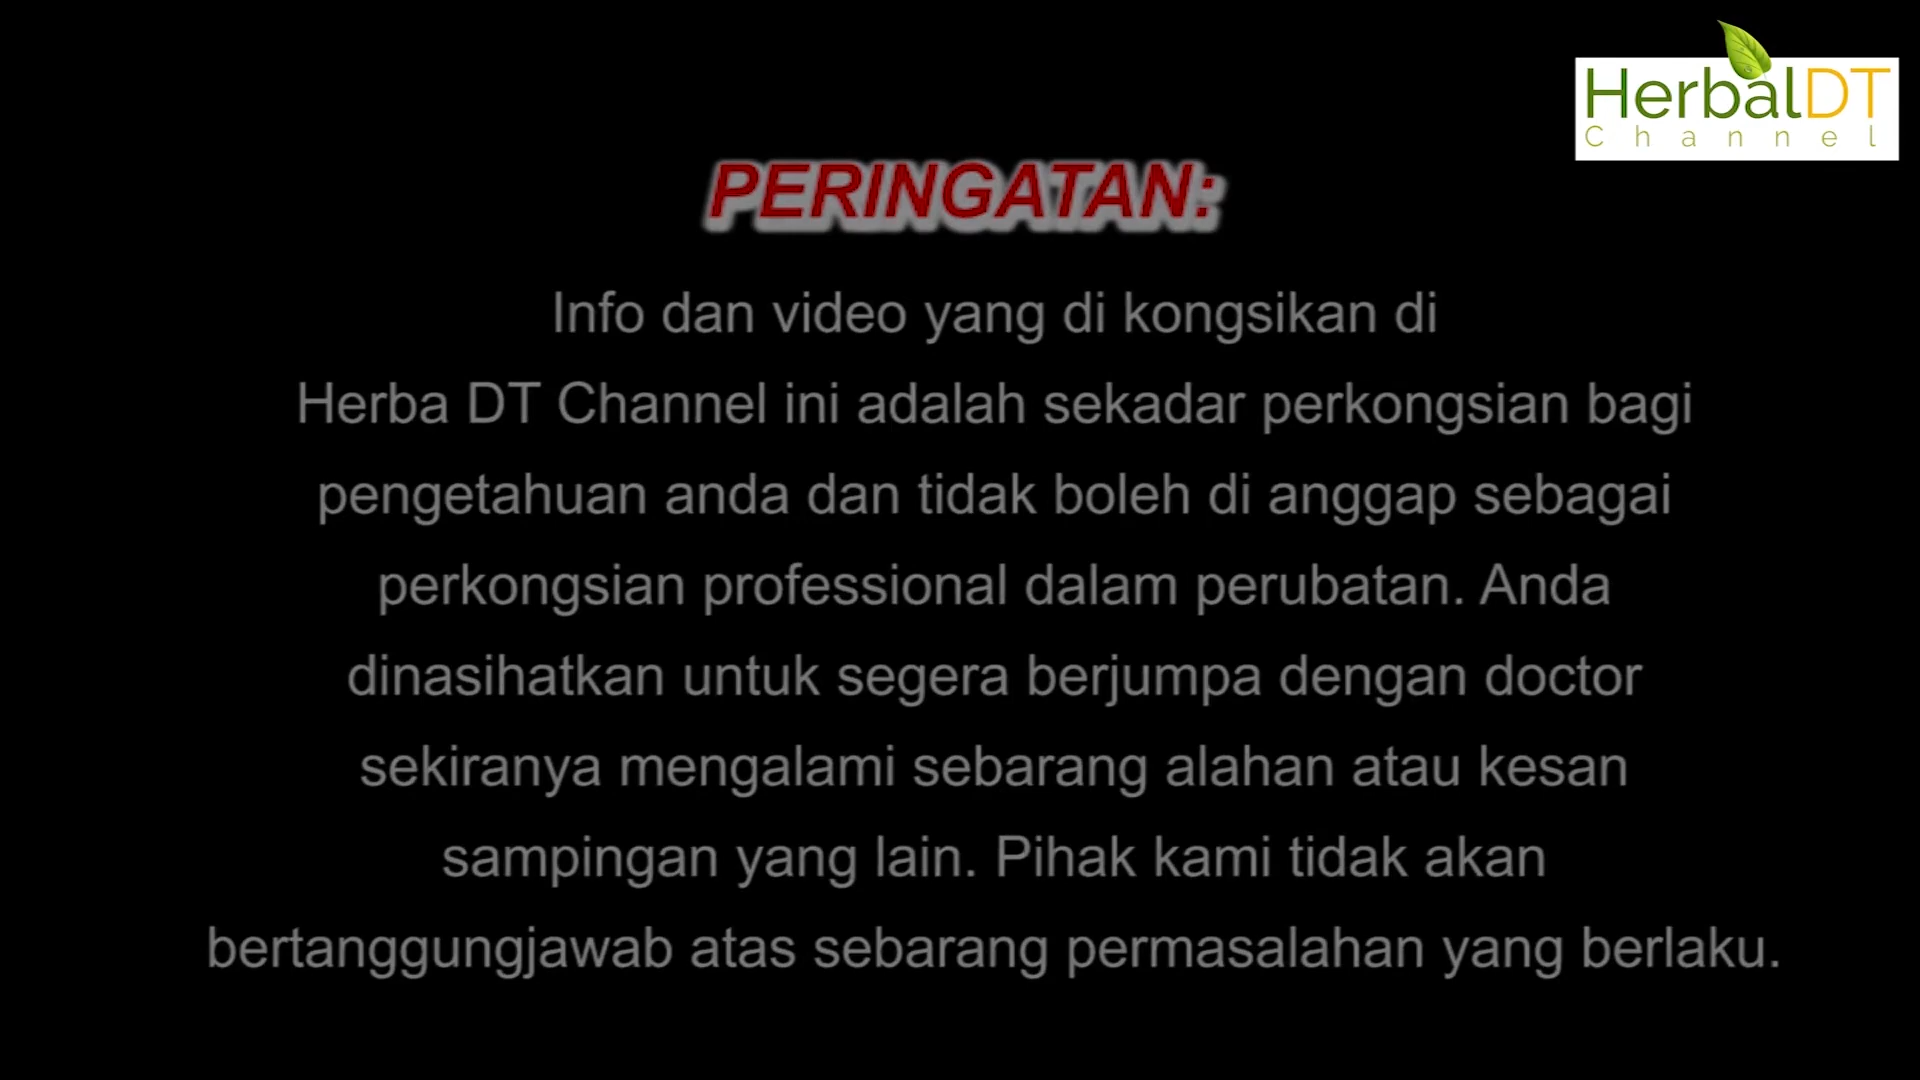 HerbalDT
Channel
PERINGATAN:
Info dan video yang di kongsikan di
Herba DT Channel ini adalah sekadar perkongsian bagi
pengetahuan anda dan tidak boleh di anggap sebagai
perkongsian professional dalam perubatan. Anda
dinasihatkan untuk segera berjumpa dengan doctor
sekiranya mengalami sebarang alahan atau kesan
sampingan yang lain. Pihak kami tidak akan
bertanggungjawab atas sebarang permasalahan yang berlaku.